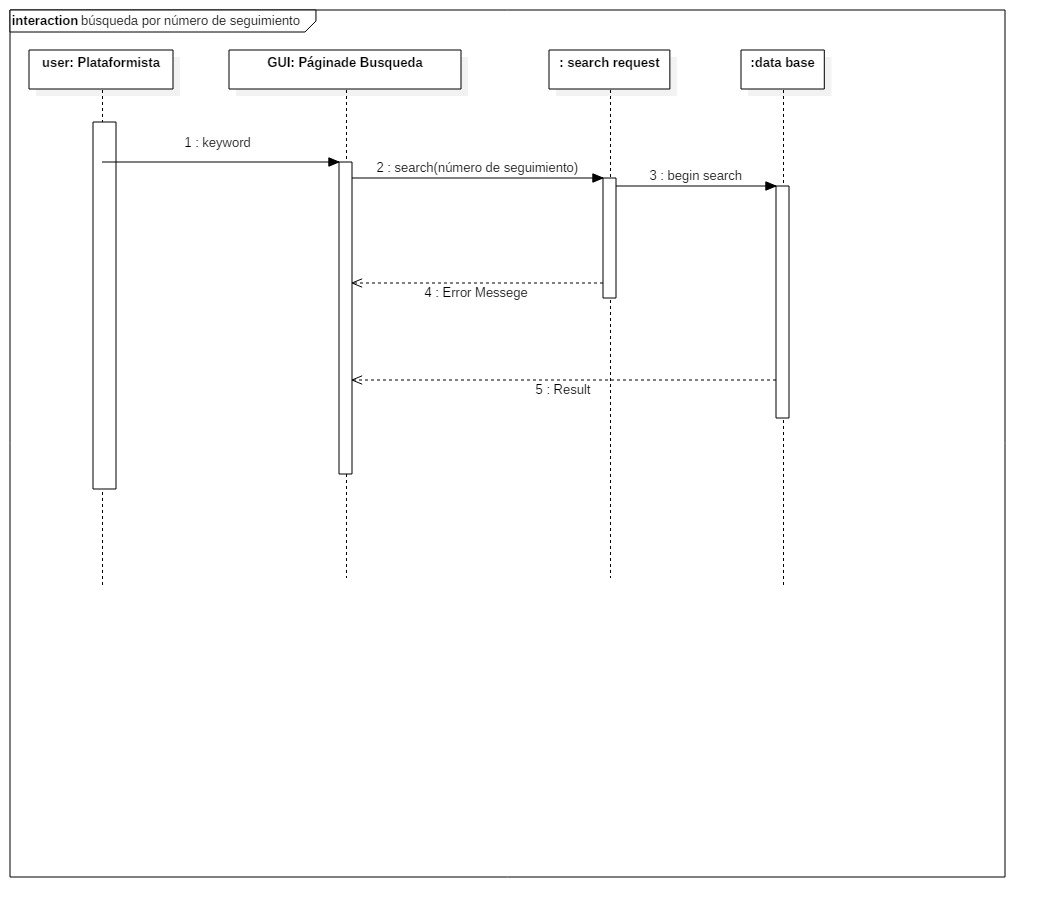 interaction búsqueda por número de seguimiento
user: Plataformista
GUI: Páginade Busqueda
: search request
:data base
1 : keyword
2 : search(número de seguimiento)
3 : begin search
4 : Error Messege
5 : Result